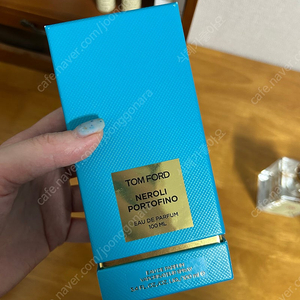 cafe.naver.com/joonggonara
TOM FORD
NEROLI
PORTOFINO
EAU DE PARFUM
100 ML